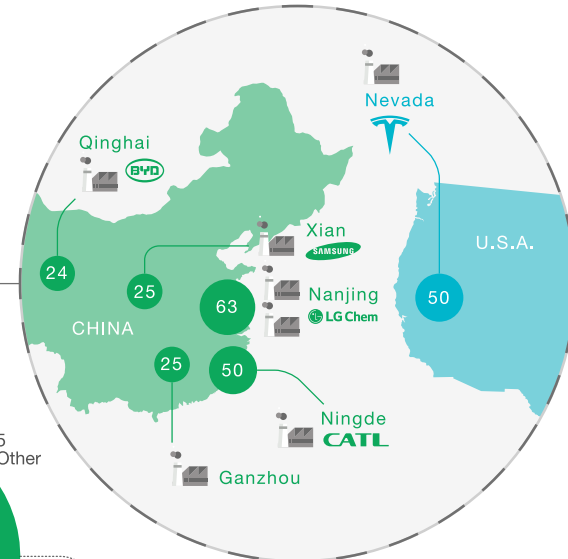 Nevada
Qinghai
BYD
Xian
SAMSUNG
U.S.A.
24
25
63
Nanjing
LG Chem
50
CHINA
25
50
Ningde
CATL
5
Other
Ganzhou